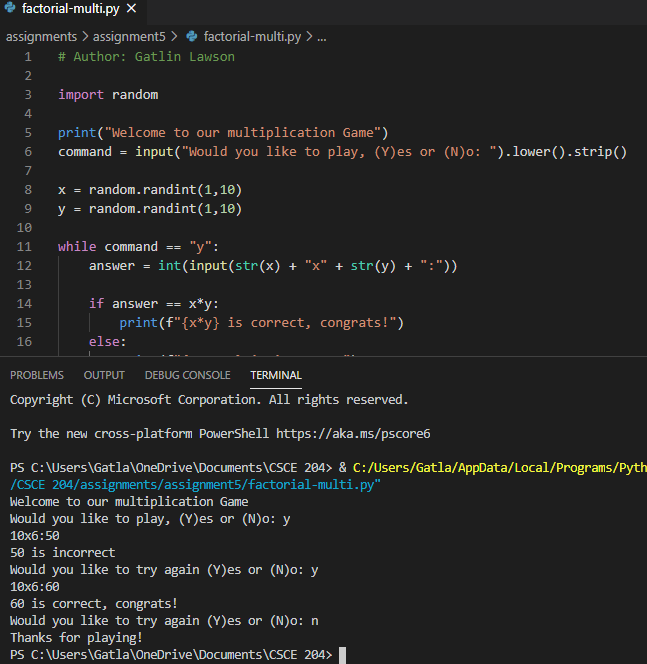 factorial-multi.py
assignments > assignment5 > factorial-multi.py > ...
1 # Author: Gatlin Lawson
2
3 import random
4
5 print("Welcome to our multiplication Game")
6 command = input("Would you like to play, (Y)es or (N)o: ").lower().strip()
7
8 x = random.randint(1,10)
9 y = random.randint(1,10)
10
11 while command == "y":
12 answer = int(input(str(x) + "x" + str(y) + ":"))
13
14 if answer == x*y:
15 print(f"{x*y} is correct, congrats!")
16 else:
PROBLEMS OUTPUT DEBUG CONSOLE TERMINAL
Copyright (C) Microsoft Corporation. All rights reserved.
Try the new cross-platform PowerShell https://aka.ms/pscore6
PS C:\Users\Gatla\OneDrive\Documents\CSCE 204> & C:/Users/Gatla/AppData/Local/Programs/Pyth
/CSCE 204/assignments/assignment5/factorial-multi.py"
Welcome to our multiplication Game
Would you like to play, (Y)es or (N)o: y
10x6:50
50 is incorrect
Would you like to try again (Y)es or (N)o: y
10x6:60
60 is correct, congrats!
Would you like to try again (Y)es or (N)o: n
Thanks for playing!
PS C:\Users\Gatla\OneDrive\Documents\CSCE 204>